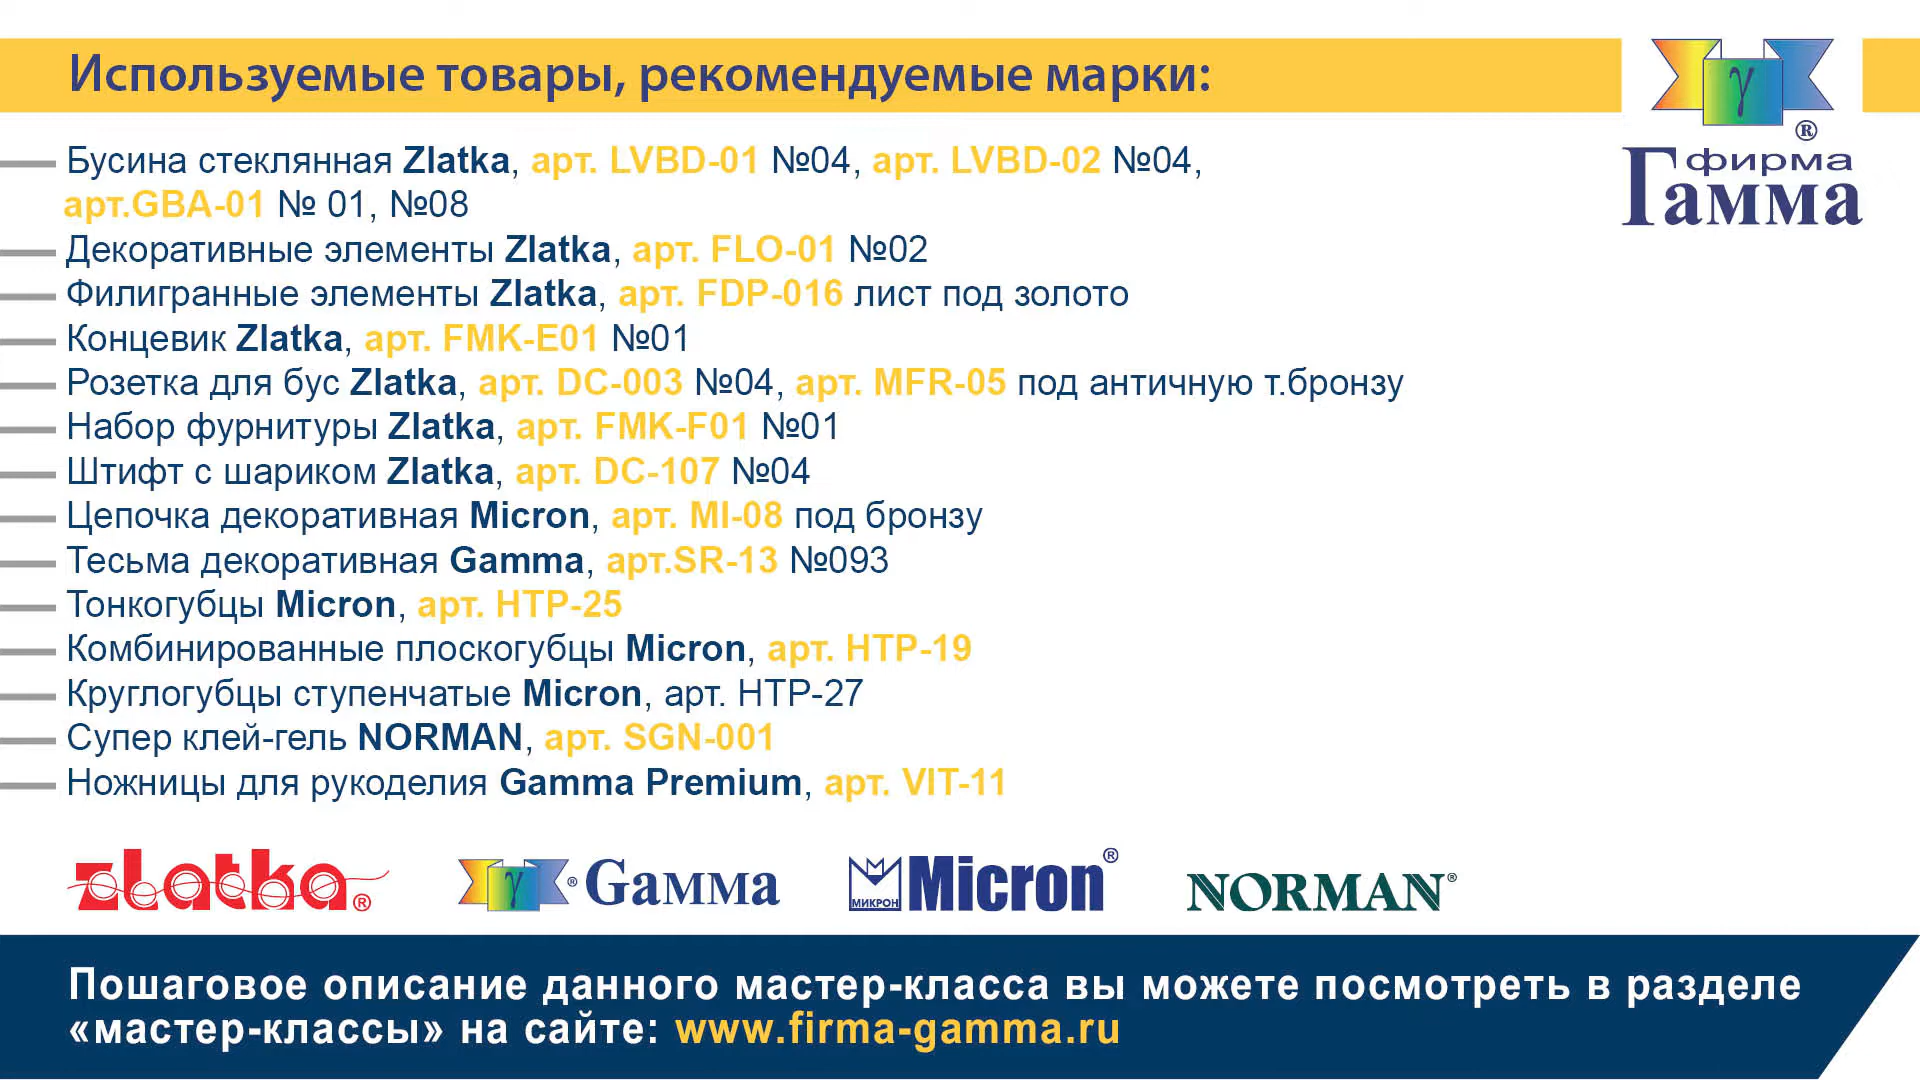 Используемые товары, рекомендуемые марки:
γ
®
фирма
Гамма
Бусина стеклянная Zlatka, арт. LVBD-01 №04, арт. LVBD-02 №04,
арт.GBA-01 № 01, №08
Декоративные элементы Zlatka, арт. FLO-01 №02
Филигранные элементы Zlatka, арт. FDP-016 лист под золото
Концевик Zlatka, арт. FMK-E01 №01
Розетка для бус Zlatka, арт. DC-003 №04, арт. MFR-05 под античную т.бронзу
Набор фурнитуры Zlatka, арт. FMK-F01 №01
Штифт с шариком Zlatka, арт. DC-107 №04
Цепочка декоративная Micron, арт. MI-08 под бронзу
Тесьма декоративная Gamma, арт.SR-13 №093
Тонкогубцы Micron, арт. HTP-25
Комбинированные плоскогубцы Micron, арт. HTP-19
Круглогубцы ступенчатые Micron, арт. HTP-27
Супер клей-гель NORMAN, арт. SGN-001
Ножницы для рукоделия Gamma Premium, арт. VIT-11
zlatka® γ® Gамма МИКРОН Micron® NORMAN®
Пошаговое описание данного мастер-класса вы можете посмотреть в разделе
«мастер-классы» на сайте: www.firma-gamma.ru